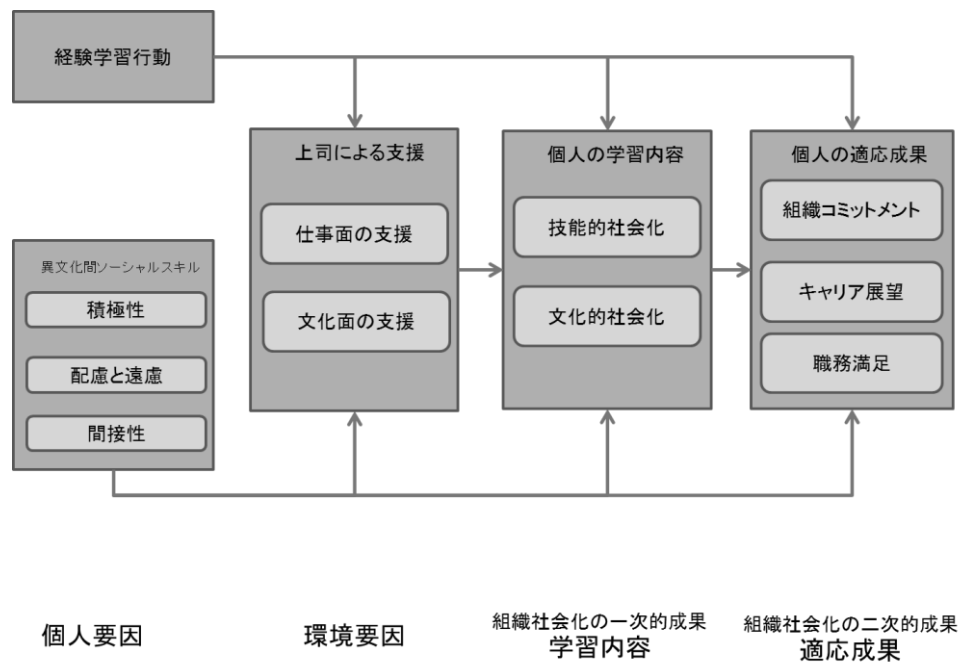 経験学習行動
異文化間ソーシャルスキル
積極性
配慮と遠慮
間接性
上司による支援
仕事面の支援
文化面の支援
個人の学習内容
技能的社会化
文化的社会化
個人の適応成果
組織コミットメント
キャリア展望
職務満足
個人要因
環境要因
組織社会化の一次的成果
学習内容
組織社会化の二次的成果
適応成果